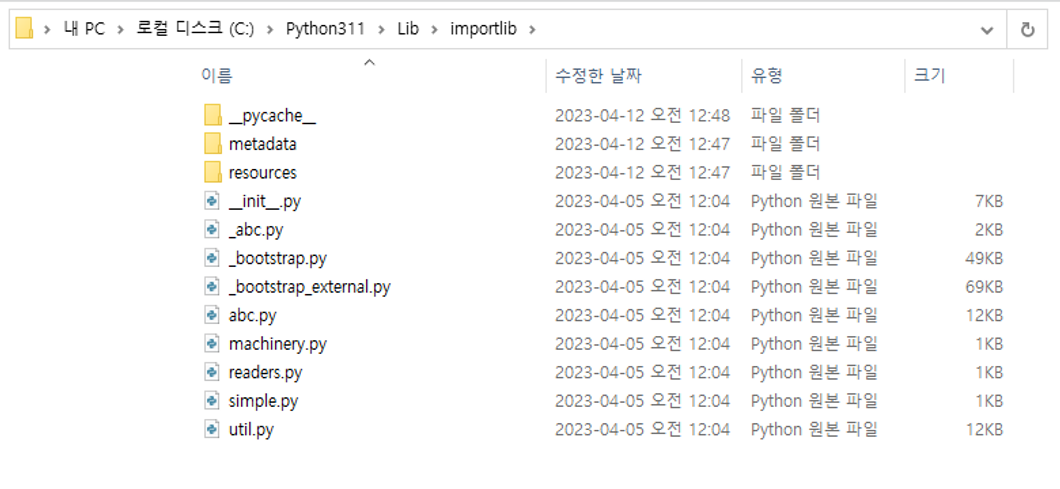 내 PC > 로컬 디스크 (C:) > Python311 > Lib > importlib >
이름 수정한 날짜 유형 크기
__pycache__ 2023-04-12 오전 12:48 파일 폴더
metadata 2023-04-12 오전 12:47 파일 폴더
resources 2023-04-12 오전 12:47 파일 폴더
__init__.py 2023-04-05 오전 12:04 Python 원본 파일 7KB
_abc.py 2023-04-05 오전 12:04 Python 원본 파일 2KB
_bootstrap.py 2023-04-05 오전 12:04 Python 원본 파일 49KB
_bootstrap_external.py 2023-04-05 오전 12:04 Python 원본 파일 69KB
abc.py 2023-04-05 오전 12:04 Python 원본 파일 12KB
machinery.py 2023-04-05 오전 12:04 Python 원본 파일 1KB
readers.py 2023-04-05 오전 12:04 Python 원본 파일 1KB
simple.py 2023-04-05 오전 12:04 Python 원본 파일 1KB
util.py 2023-04-05 오전 12:04 Python 원본 파일 12KB